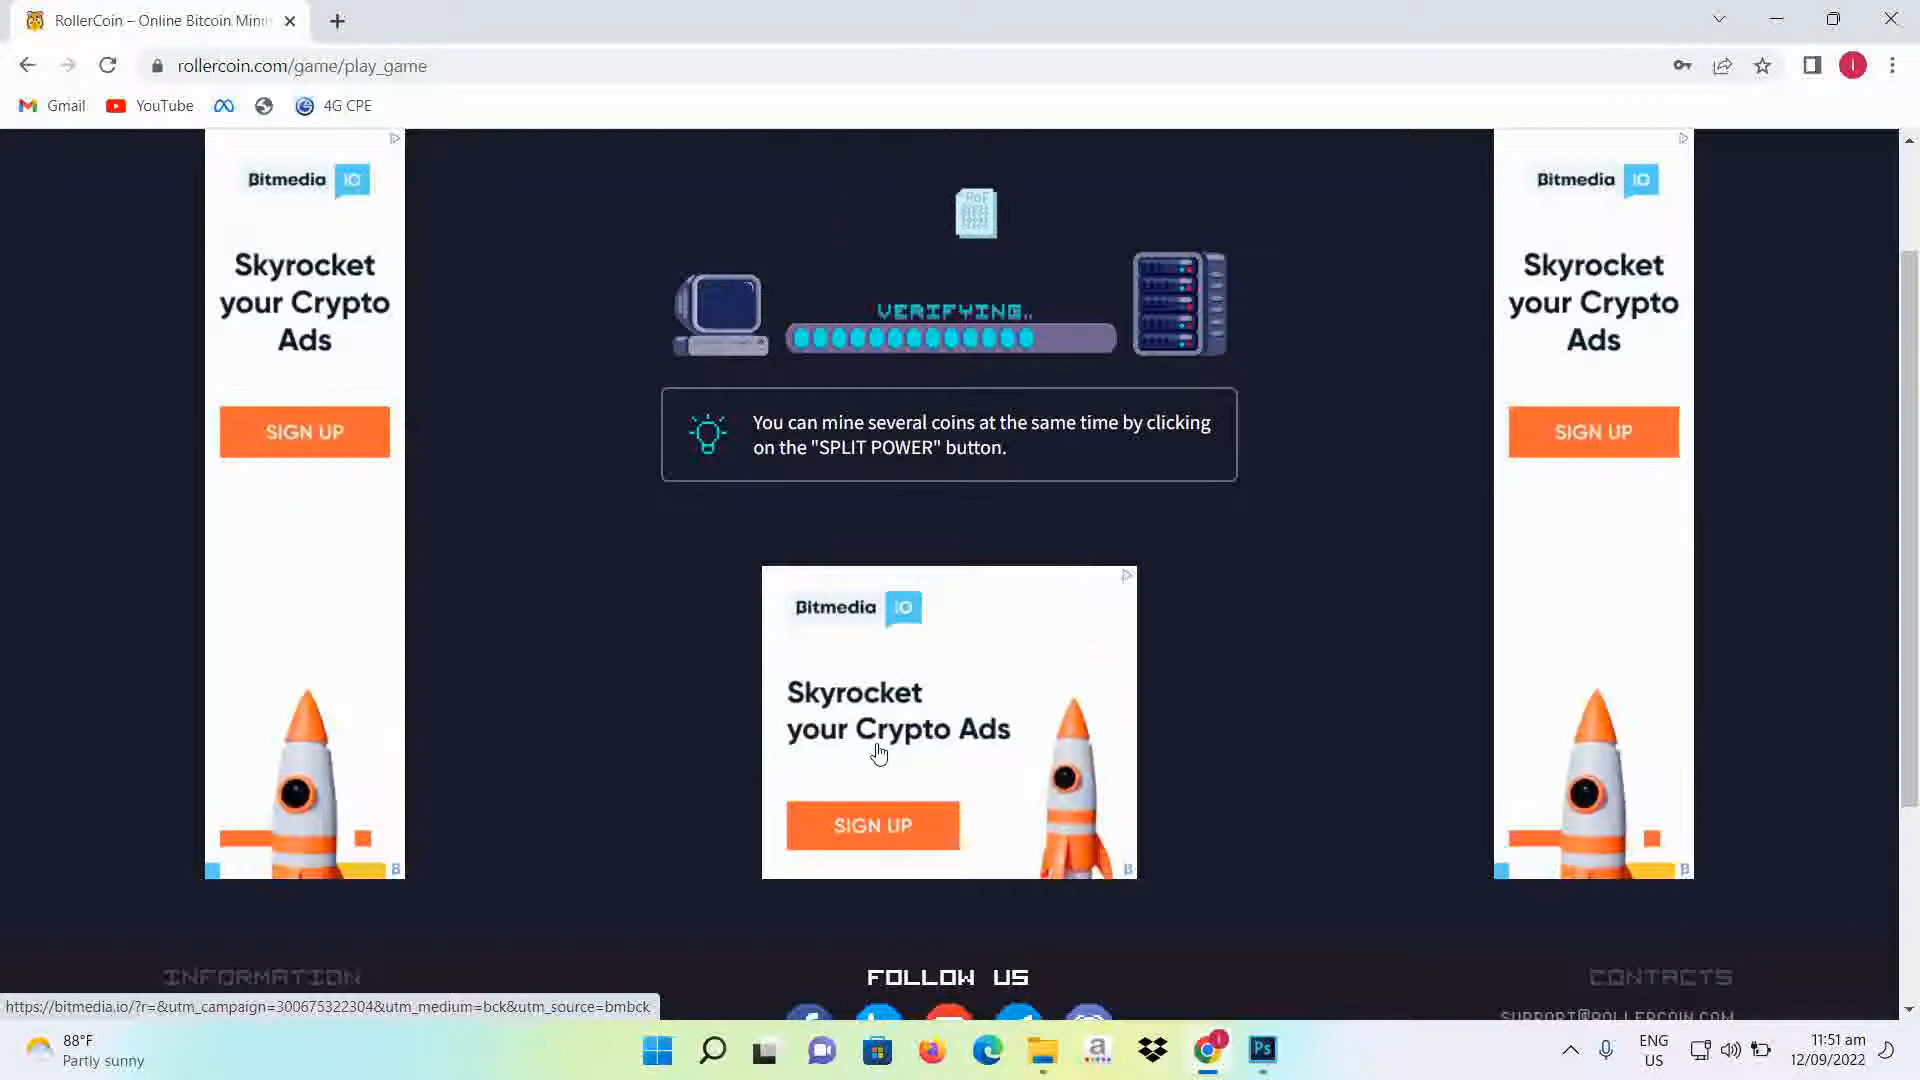 RollerCoin – Online Bitcoin Mini
rollercoin.com/game/play_game
Gmail
YouTube
4G CPE
Bitmedia IO
Skyrocket
your Crypto
Ads
SIGN UP
RoF
VERIFYING..
You can mine several coins at the same time by clicking
on the "SPLIT POWER" button.
Bitmedia IO
Skyrocket
your Crypto Ads
SIGN UP
Bitmedia IO
Skyrocket
your Crypto
Ads
SIGN UP
INFORMATION
FOLLOW US
CONTACTS
SUPPORT@ROLLERCOIN.COM
https://bitmedia.io/?r=&utm_campaign=300675322304&utm_medium=bck&utm_source=bmbck
88°F
Partly sunny
ENG
US
11:51 am
12/09/2022